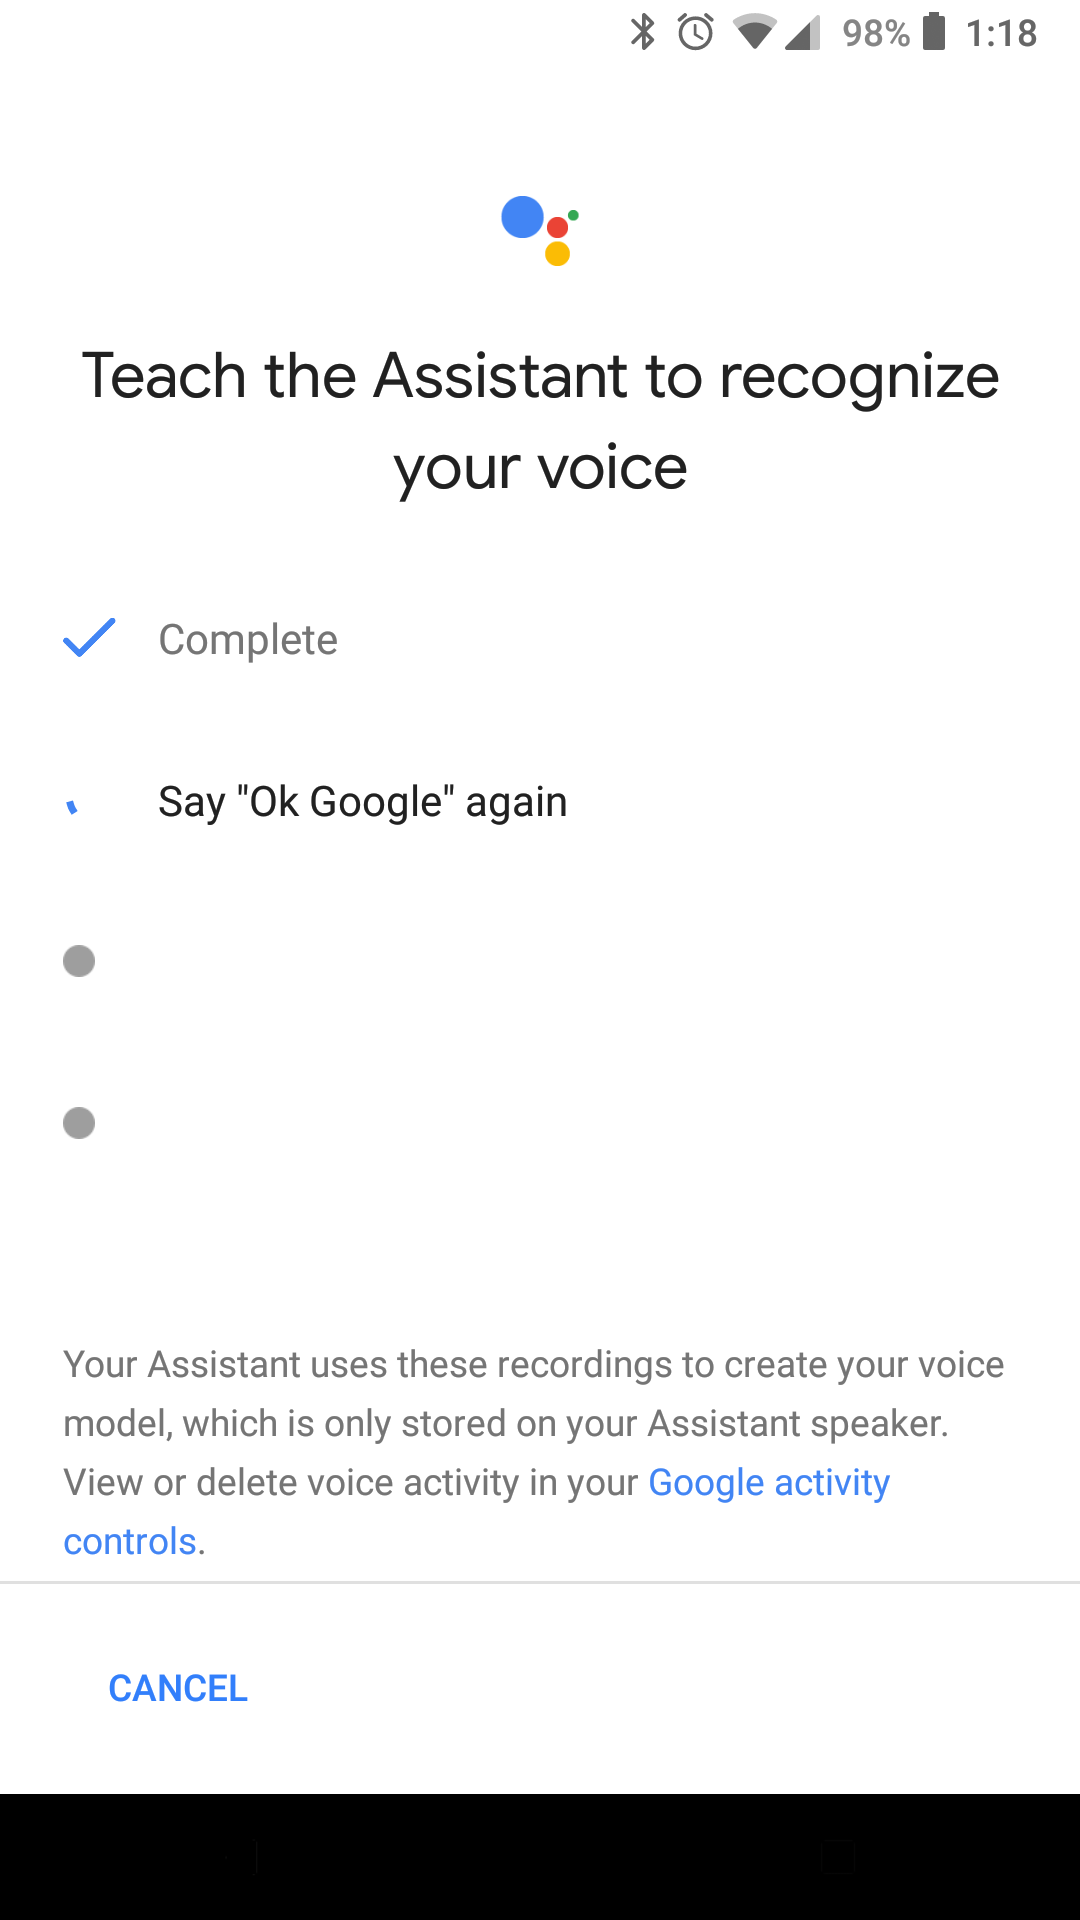 98% 1:18
Teach the Assistant to recognize
your voice
Complete
Say "Ok Google" again
Your Assistant uses these recordings to create your voice
model, which is only stored on your Assistant speaker.
View or delete voice activity in your Google activity
controls.
CANCEL